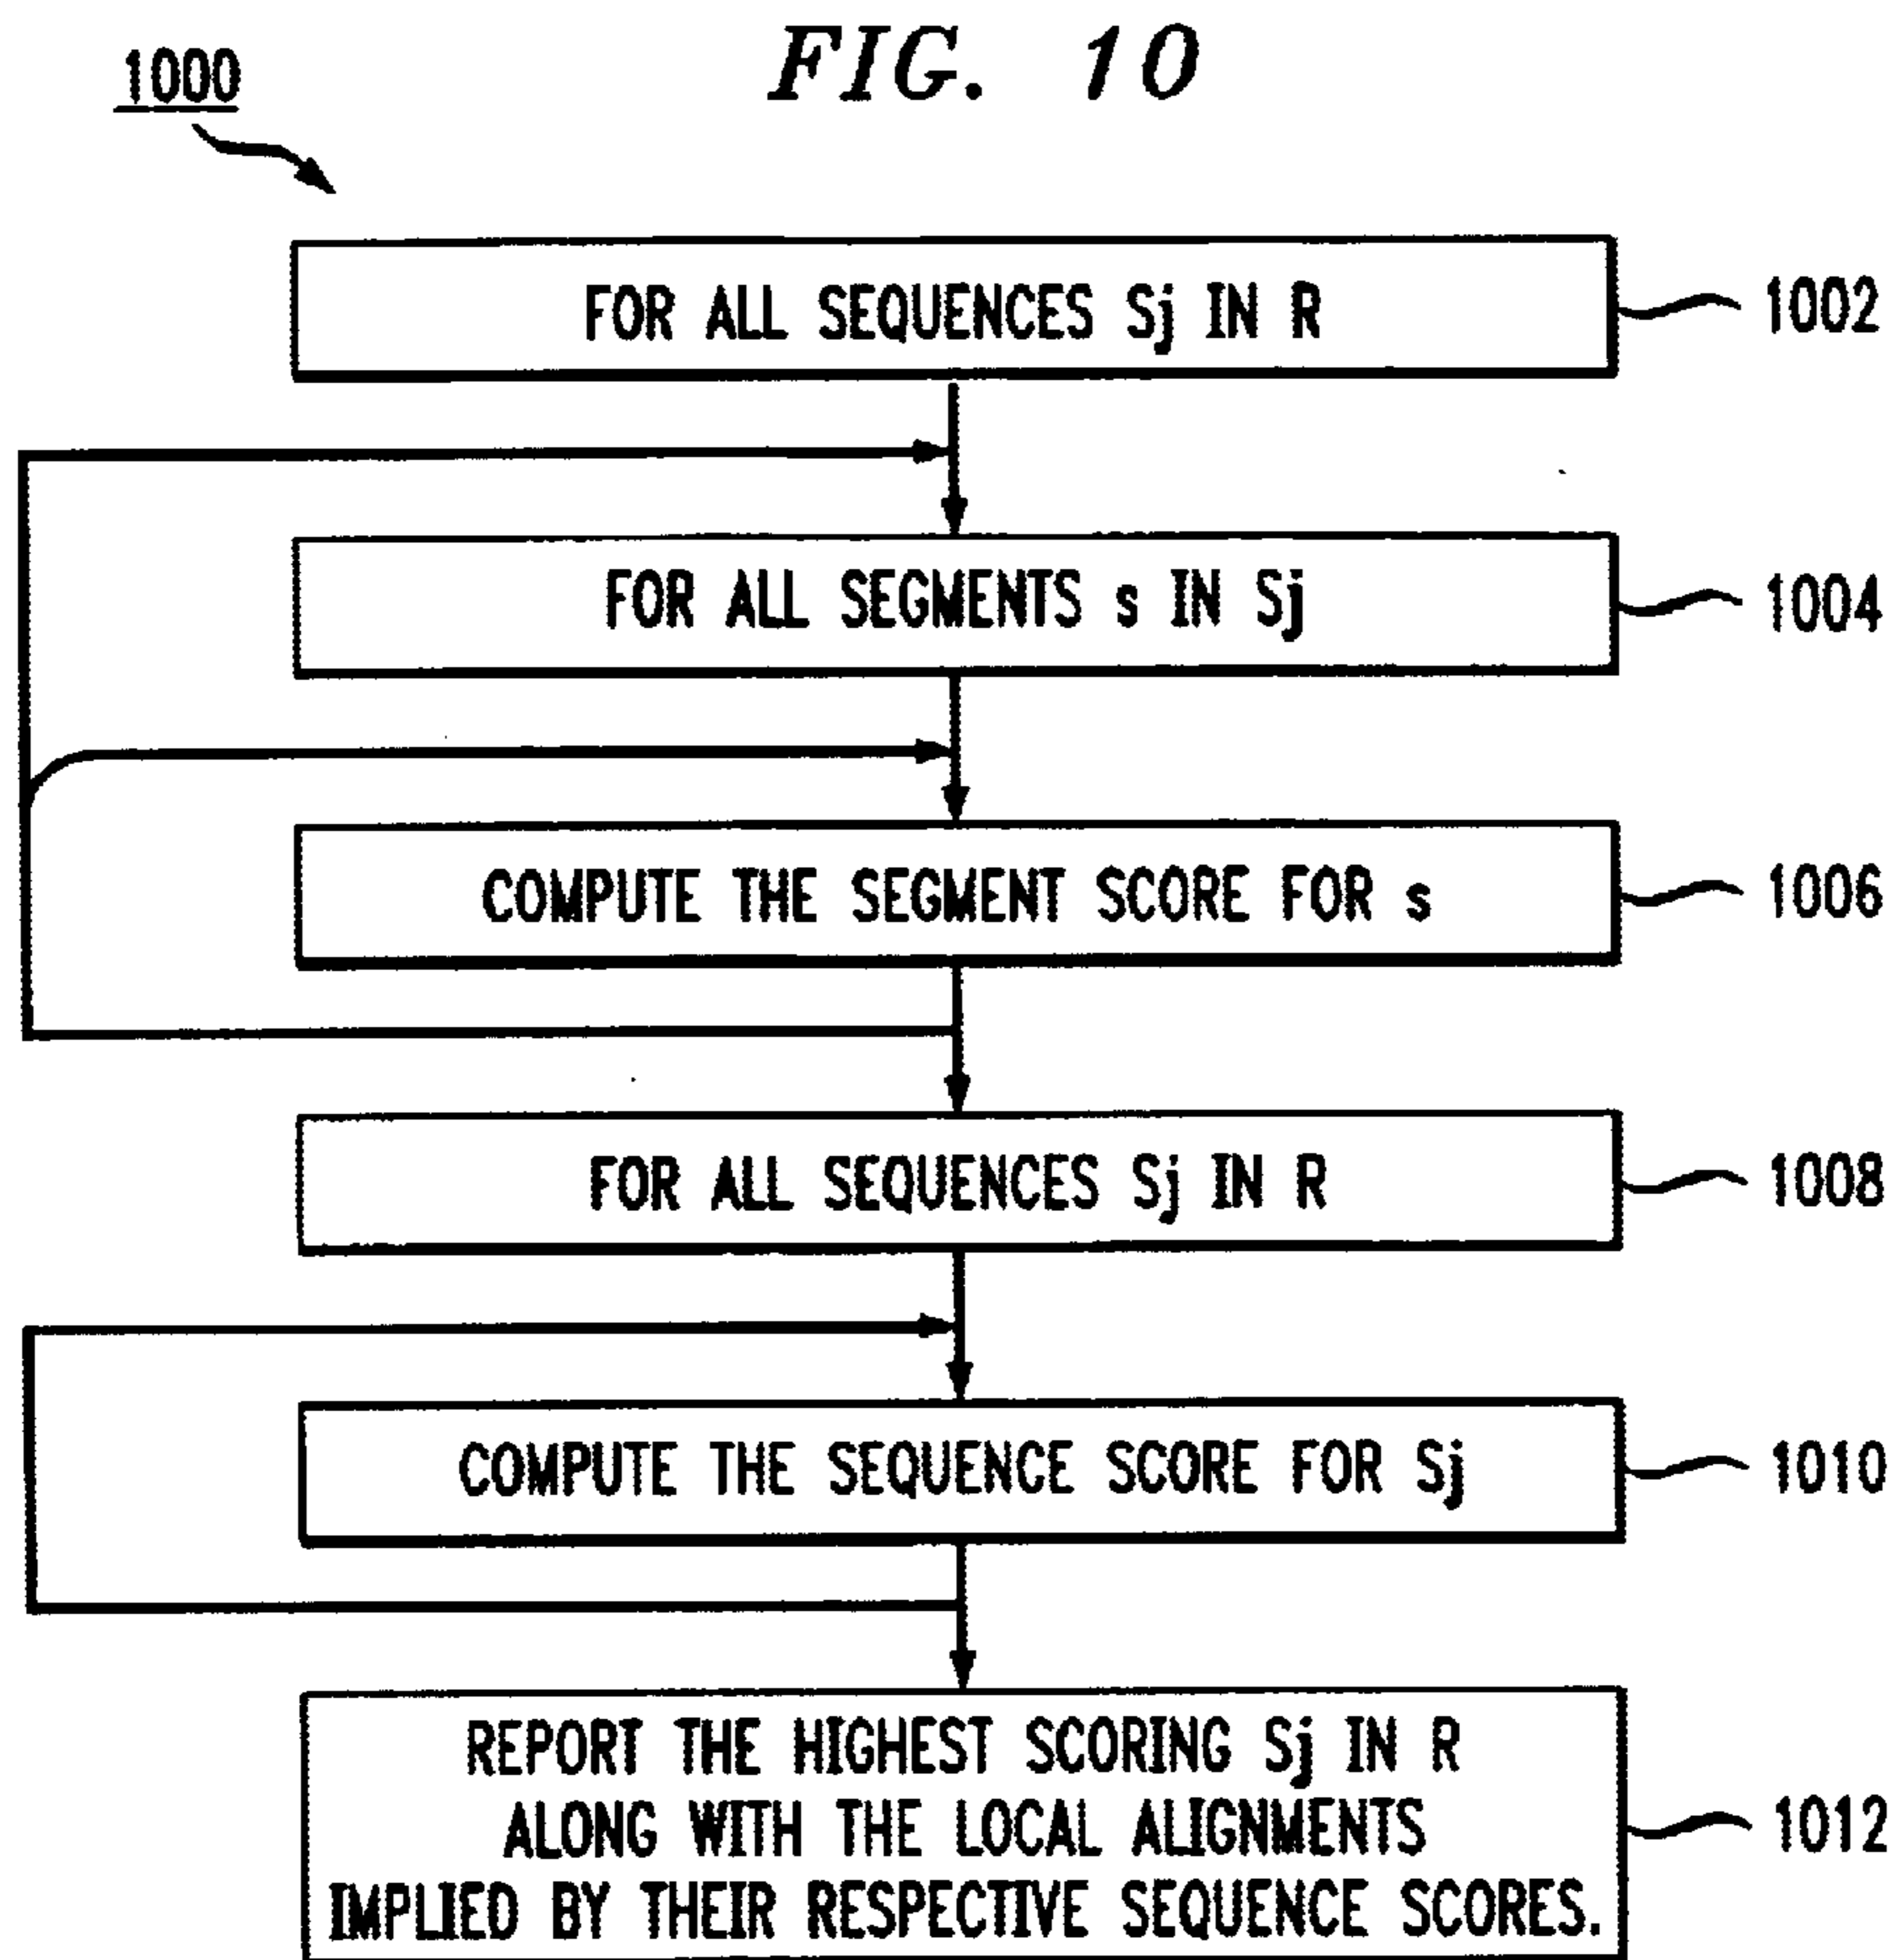 FIG. 10
1000
FOR ALL SEQUENCES Sj IN R
1002
FOR ALL SEGMENTS s IN Sj
1004
COMPUTE THE SEGMENT SCORE FOR s
1006
FOR ALL SEQUENCES Sj IN R
1008
COMPUTE THE SEQUENCE SCORE FOR Sj
1010
REPORT THE HIGHEST SCORING Sj IN R
ALONG WITH THE LOCAL ALIGNMENTS
IMPLIED BY THEIR RESPECTIVE SEQUENCE SCORES.
1012